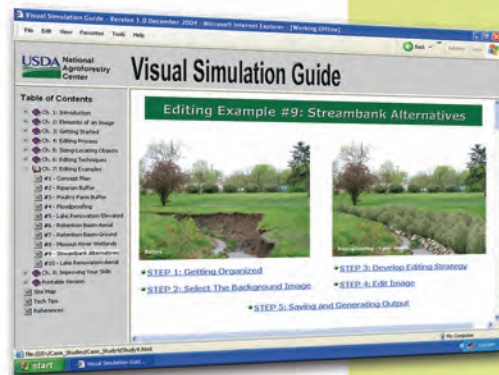 Visual Simulation Guide - Version 1.0 December 2004 - Microsoft Internet Explorer - [Working Offline]
File Edit View Favorites Tools Help
Back
USDA National Agroforestry Center
Visual Simulation Guide
Table of Contents
Ch. 1: Introduction
Ch. 2: Elements of an Image
Ch. 3: Getting Started
Ch. 4: Editing Process
Ch. 5: Sizing-Locating Objects
Ch. 6: Editing Techniques
Ch. 7: Editing Examples
#1 - Concept Plan
#2 - Riparian Buffer
#3 - Poultry Farm Buffer
#4 - Floodproofing
#5 - Lake Renovation-Elevated
#6 - Retention Basin-Aerial
#7 - Retention Basin-Ground
#8 - Missouri River Wetlands
#9 - Streambank Alternatives
#10 - Lake Renovation-Aerial
Ch. 8: Improving Your Skills
Printable Version
Site Map
Tech Tips
References
Editing Example #9: Streambank Alternatives
Before
STEP 1: Getting Organized
STEP 2: Select The Background Image
STEP 3: Develop Editing Strategy
STEP 4: Edit Image
STEP 5: Saving and Generating Output
My Computer
start
Visual Simulation Guid...